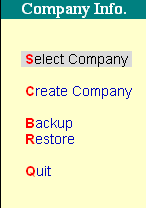 Company Info.
Select Company
Create Company
Backup
Restore
Quit